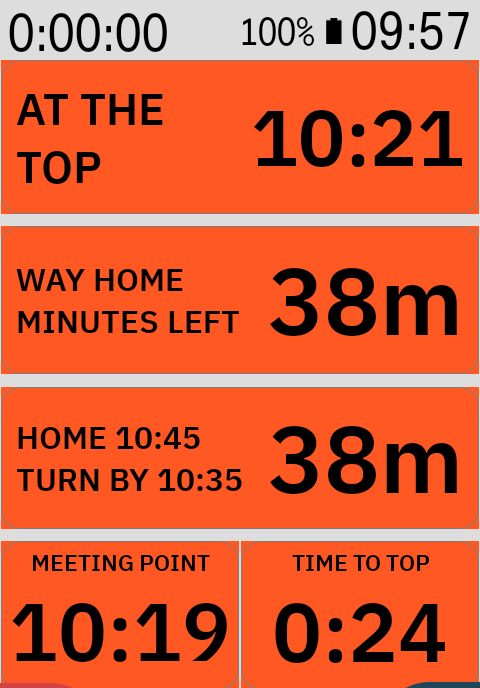 0:00:00 100% 09:57
AT THE
TOP
10:21
WAY HOME
MINUTES LEFT
38m
HOME 10:45
TURN BY 10:35
38m
MEETING POINT
10:19
TIME TO TOP
0:24